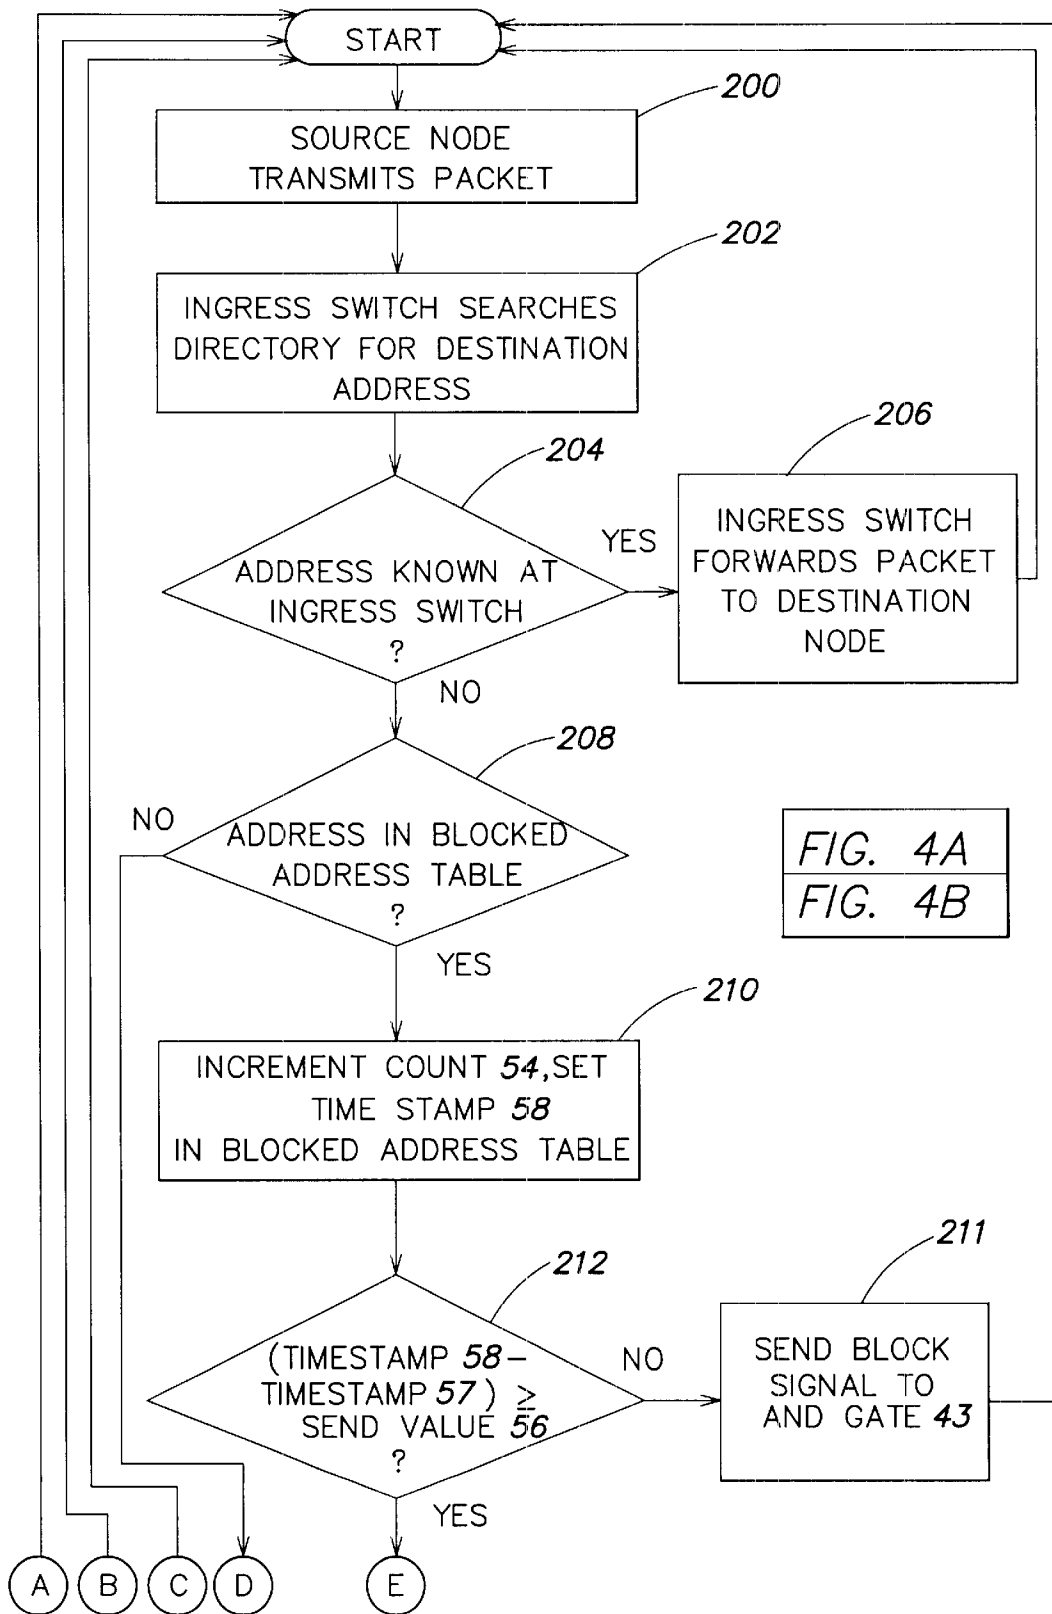 START
200
SOURCE NODE
TRANSMITS PACKET
202
INGRESS SWITCH SEARCHES
DIRECTORY FOR DESTINATION
ADDRESS
204
206
ADDRESS KNOWN AT
INGRESS SWITCH
?
YES
INGRESS SWITCH
FORWARDS PACKET
TO DESTINATION
NODE
NO
208
NO
ADDRESS IN BLOCKED
ADDRESS TABLE
?
FIG. 4A
FIG. 4B
YES
210
INCREMENT COUNT 54,SET
TIME STAMP 58
IN BLOCKED ADDRESS TABLE
212
211
(TIMESTAMP 58–
TIMESTAMP 57) ≥
SEND VALUE 56
?
NO
SEND BLOCK
SIGNAL TO
AND GATE 43
YES
A B C D E